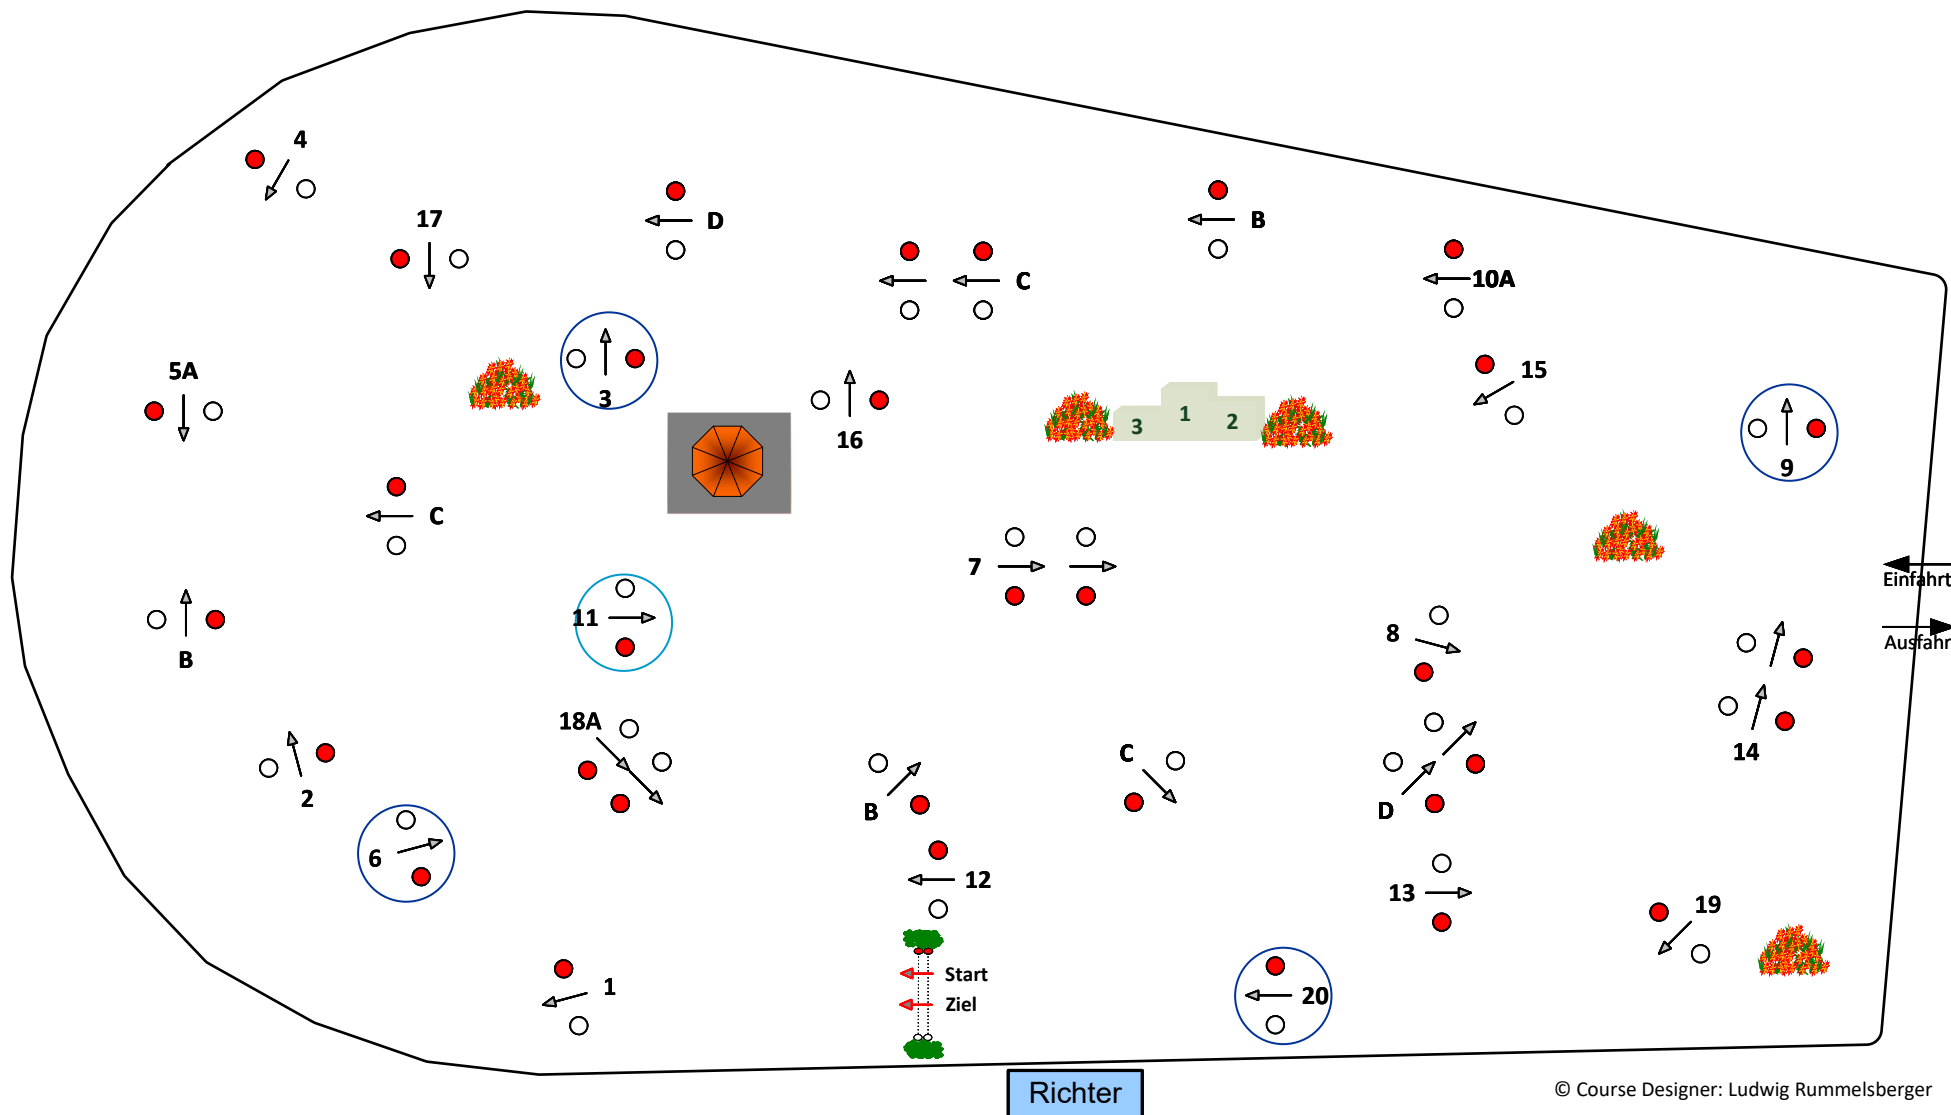 4
17
D
B
C
10A
5A
3
15
3
1
2
16
9
C
7
Einfahrt
11
8
Ausfahr
B
18A
C
14
2
B
D
6
12
13
19
Start
1
20
Ziel
Richter
© Course Designer: Ludwig Rummelsberger